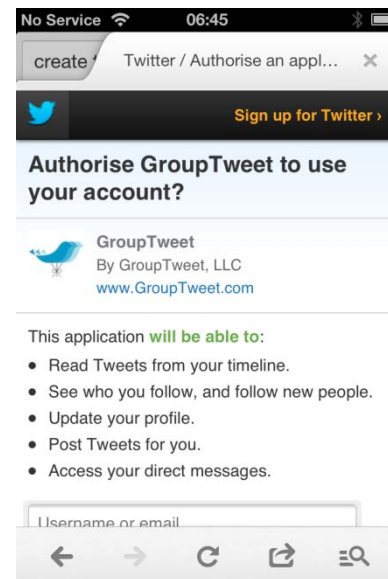 No Service 06:45
create
Twitter / Authorise an appl...
Sign up for Twitter ›
Authorise GroupTweet to use
your account?
GroupTweet
By GroupTweet, LLC
www.GroupTweet.com
This application will be able to:
• Read Tweets from your timeline.
• See who you follow, and follow new people.
• Update your profile.
• Post Tweets for you.
• Access your direct messages.
Username or email